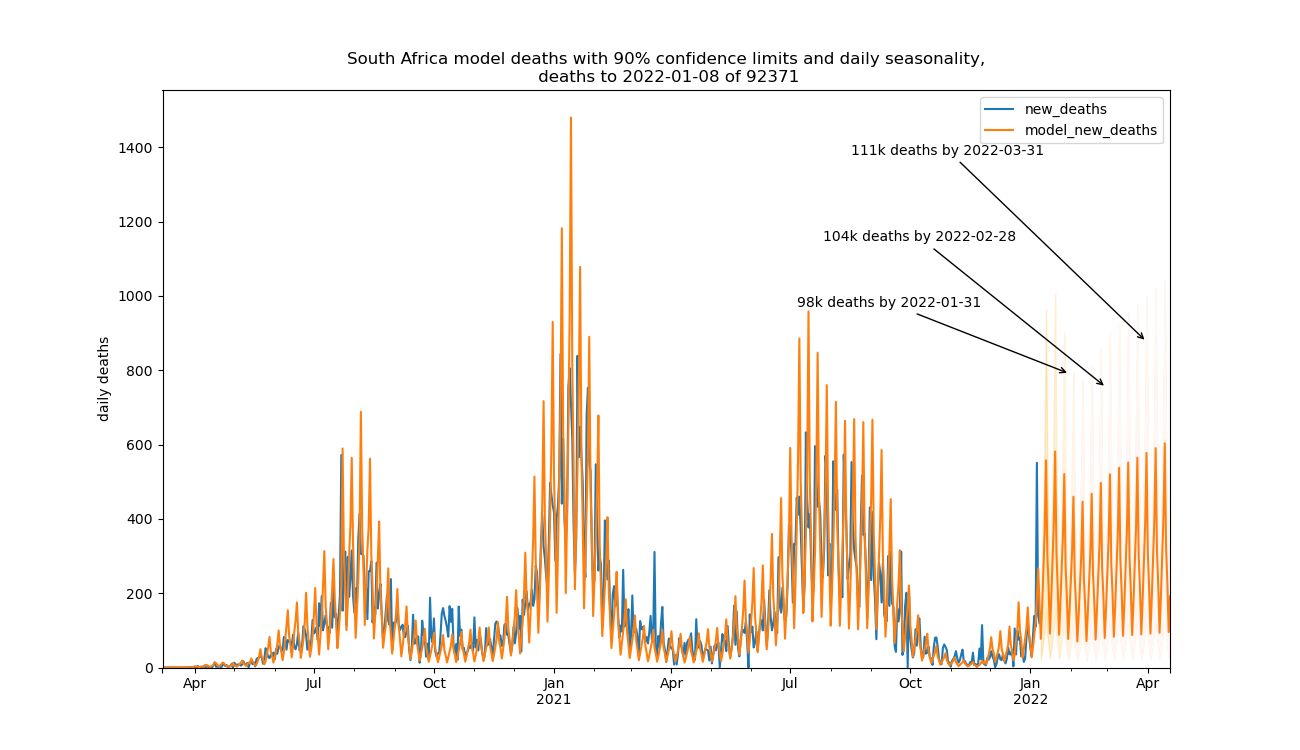 South Africa model deaths with 90% confidence limits and daily seasonality,
deaths to 2022-01-08 of 92371
new_deaths
model_new_deaths
111k deaths by 2022-03-31
104k deaths by 2022-02-28
98k deaths by 2022-01-31
daily deaths
1400
1200
1000
800
600
400
200
0
Apr Jul Oct Jan Apr Jul Oct Jan Apr
2021 2022